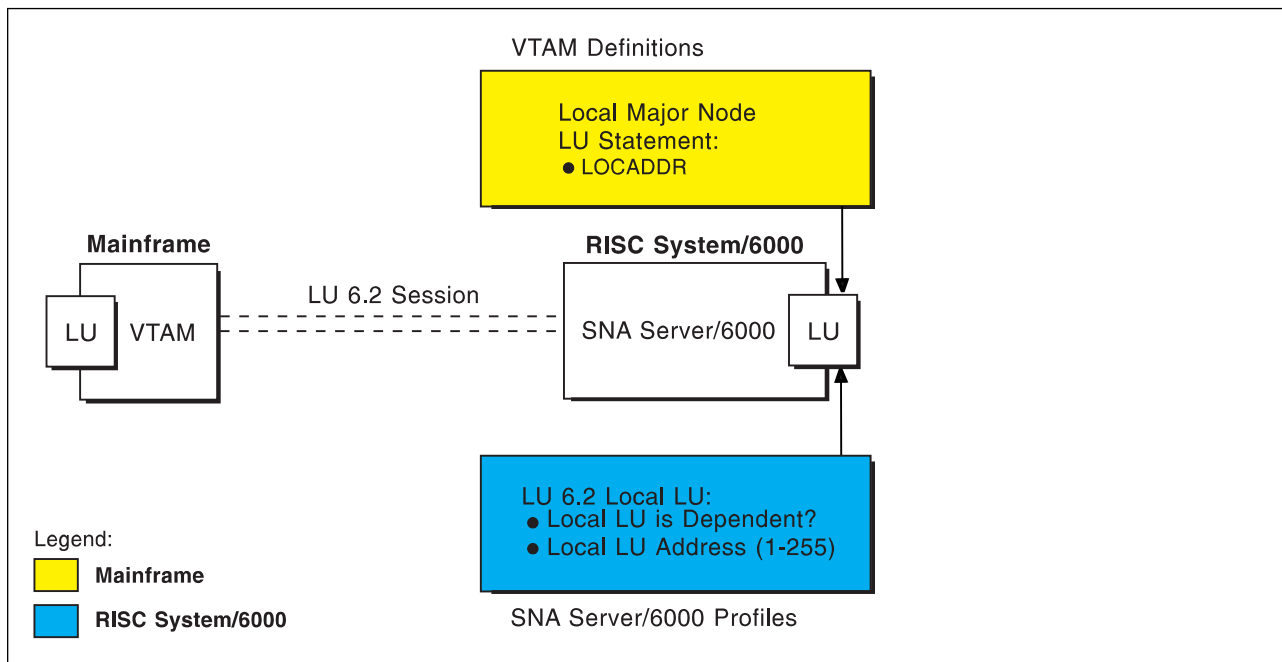 VTAM Definitions
Local Major Node
LU Statement:
● LOCADDR
Mainframe
RISC System/6000
LU 6.2 Session
LU
VTAM
SNA Server/6000
LU
LU 6.2 Local LU:
● Local LU is Dependent?
● Local LU Address (1-255)
Legend:
Mainframe
RISC System/6000
SNA Server/6000 Profiles